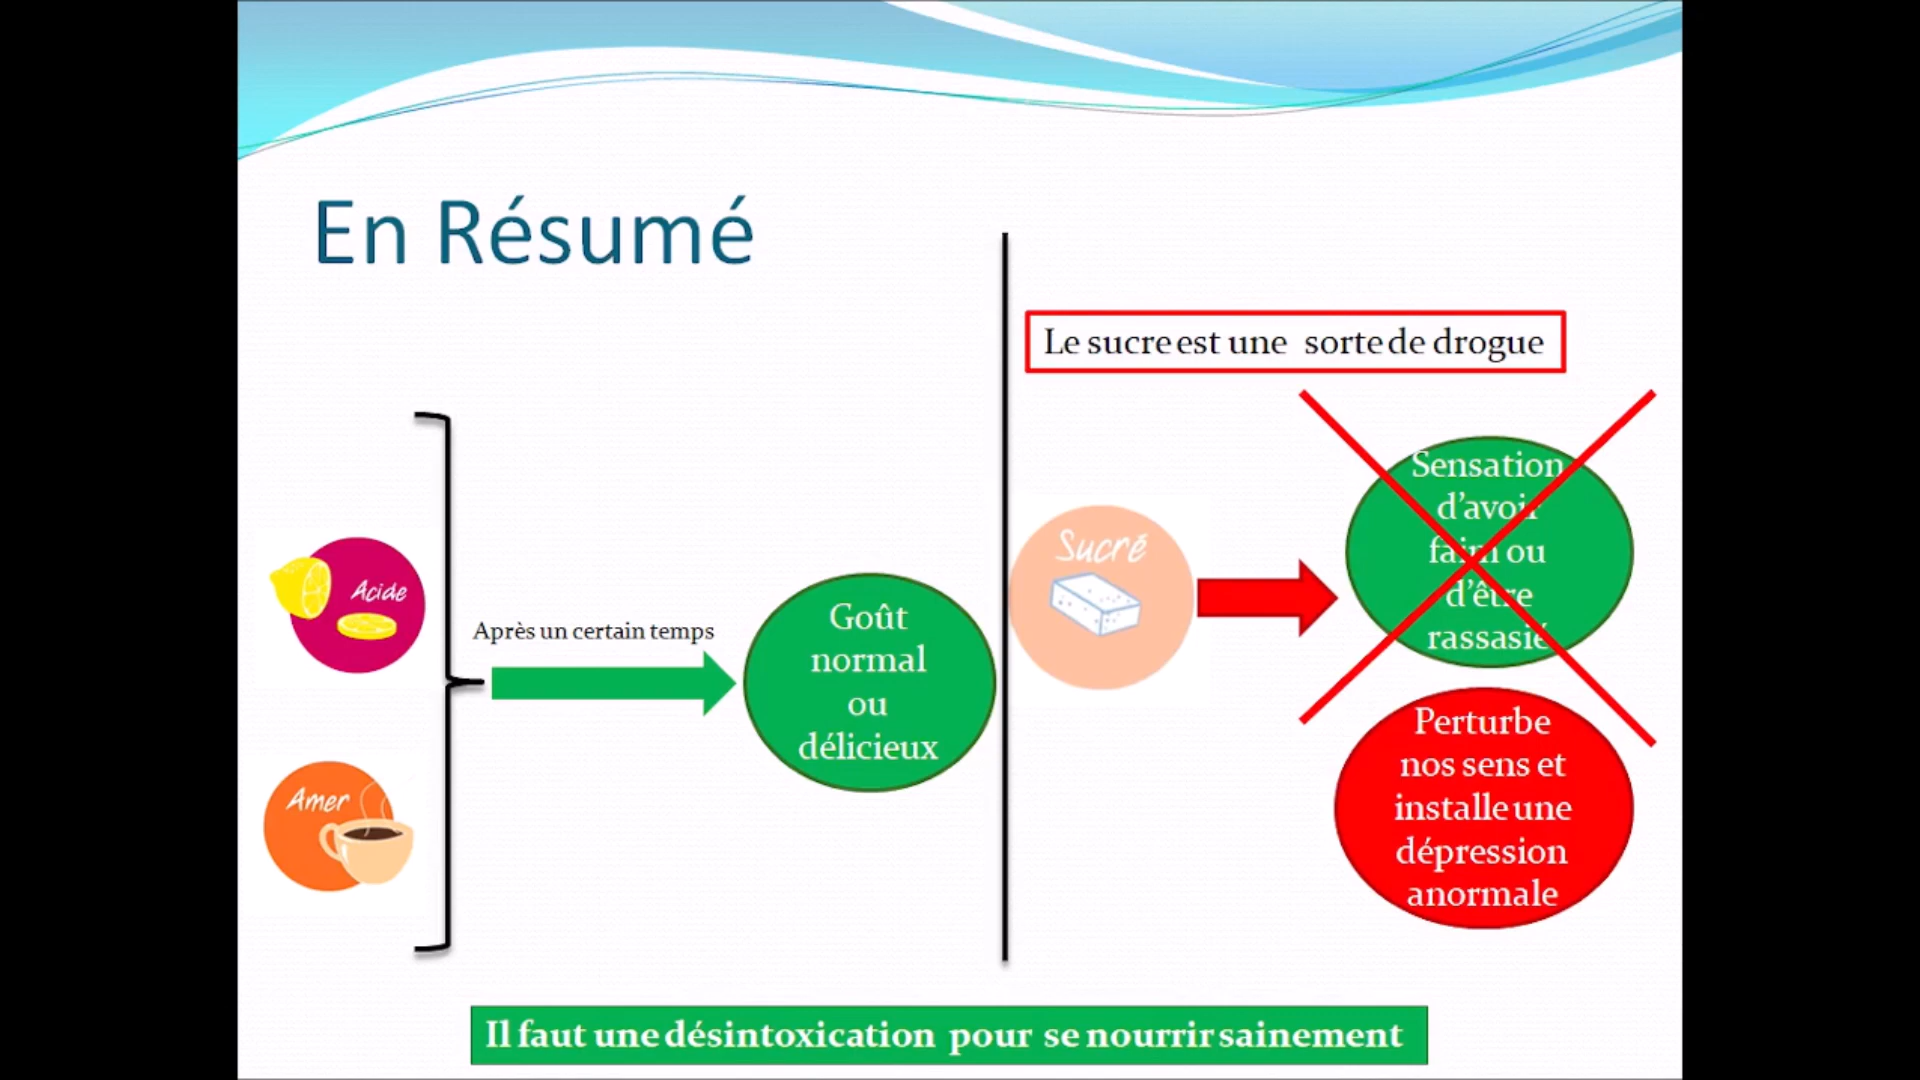 En Résumé
Le sucre est une sorte de drogue
Acide
Amer
Après un certain temps
Goût
normal
ou
délicieux
Sucré
Sensation
d'avoir
faim ou
d'être
rassasié
Perturbe
nos sens et
installe une
dépression
anormale
Il faut une désintoxication pour se nourrir sainement